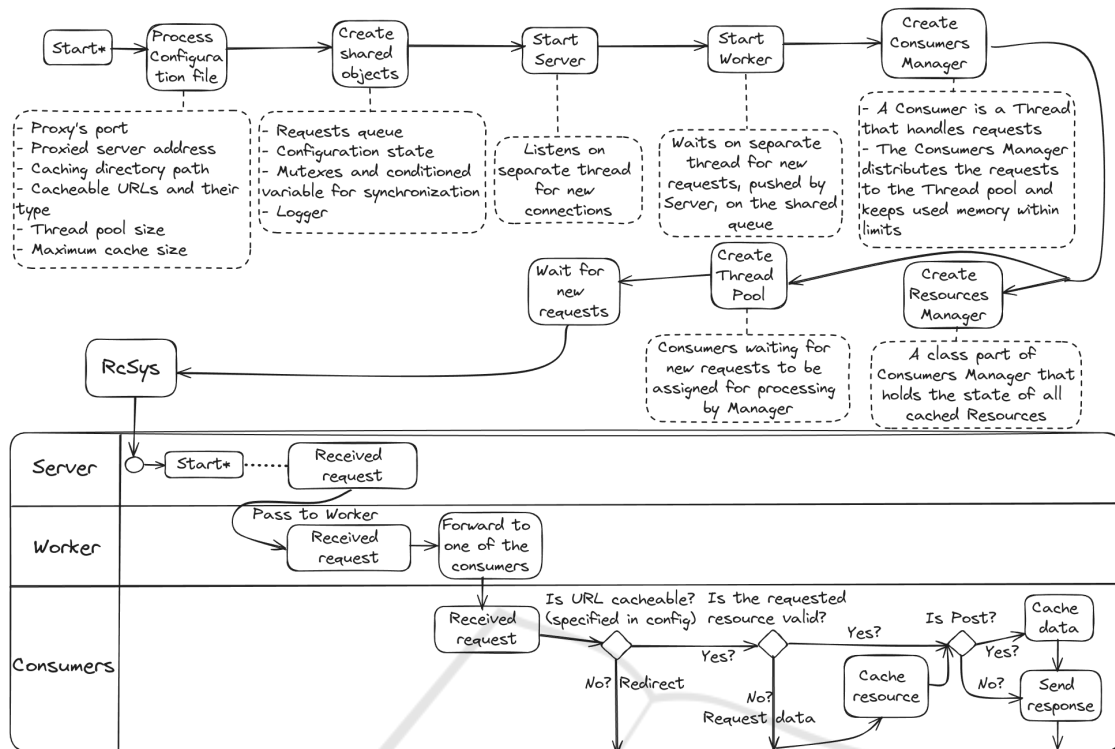 Start*
Process
Configura
tion file
Create
shared
objects
Start
Server
Start
Worker
Create
Consumers
Manager
- Proxy's port
- Proxied server address
- Caching directory path
- Cacheable URLs and their
type
- Thread pool size
- Maximum cache size
- Requests queue
- Configuration state
- Mutexes and conditioned
variable for synchronization
- Logger
Listens on
separate thread
for new
connections
Waits on separate
thread for new
requests, pushed by
Server, on the shared
queue
- A Consumer is a Thread
that handles requests
- The Consumers Manager
distributes the requests
to the Thread pool and
keeps used memory within
limits
Wait for
new
requests
Create
Thread
Pool
Create
Resources
Manager
Consumers waiting for
new requests to be
assigned for processing
by Manager
A class part of
Consumers Manager that
holds the state of all
cached Resources
RcSys
Server
Start*
Received
request
Pass to Worker
Worker
Received
request
Forward to
one of the
consumers
Consumers
Received
request
Is URL cacheable?
(specified in config)
Is the requested
resource valid?
Is Post?
Cache
data
Yes?
Yes?
Yes?
No? Redirect
No?
Request data
Cache
resource
No?
Send
response